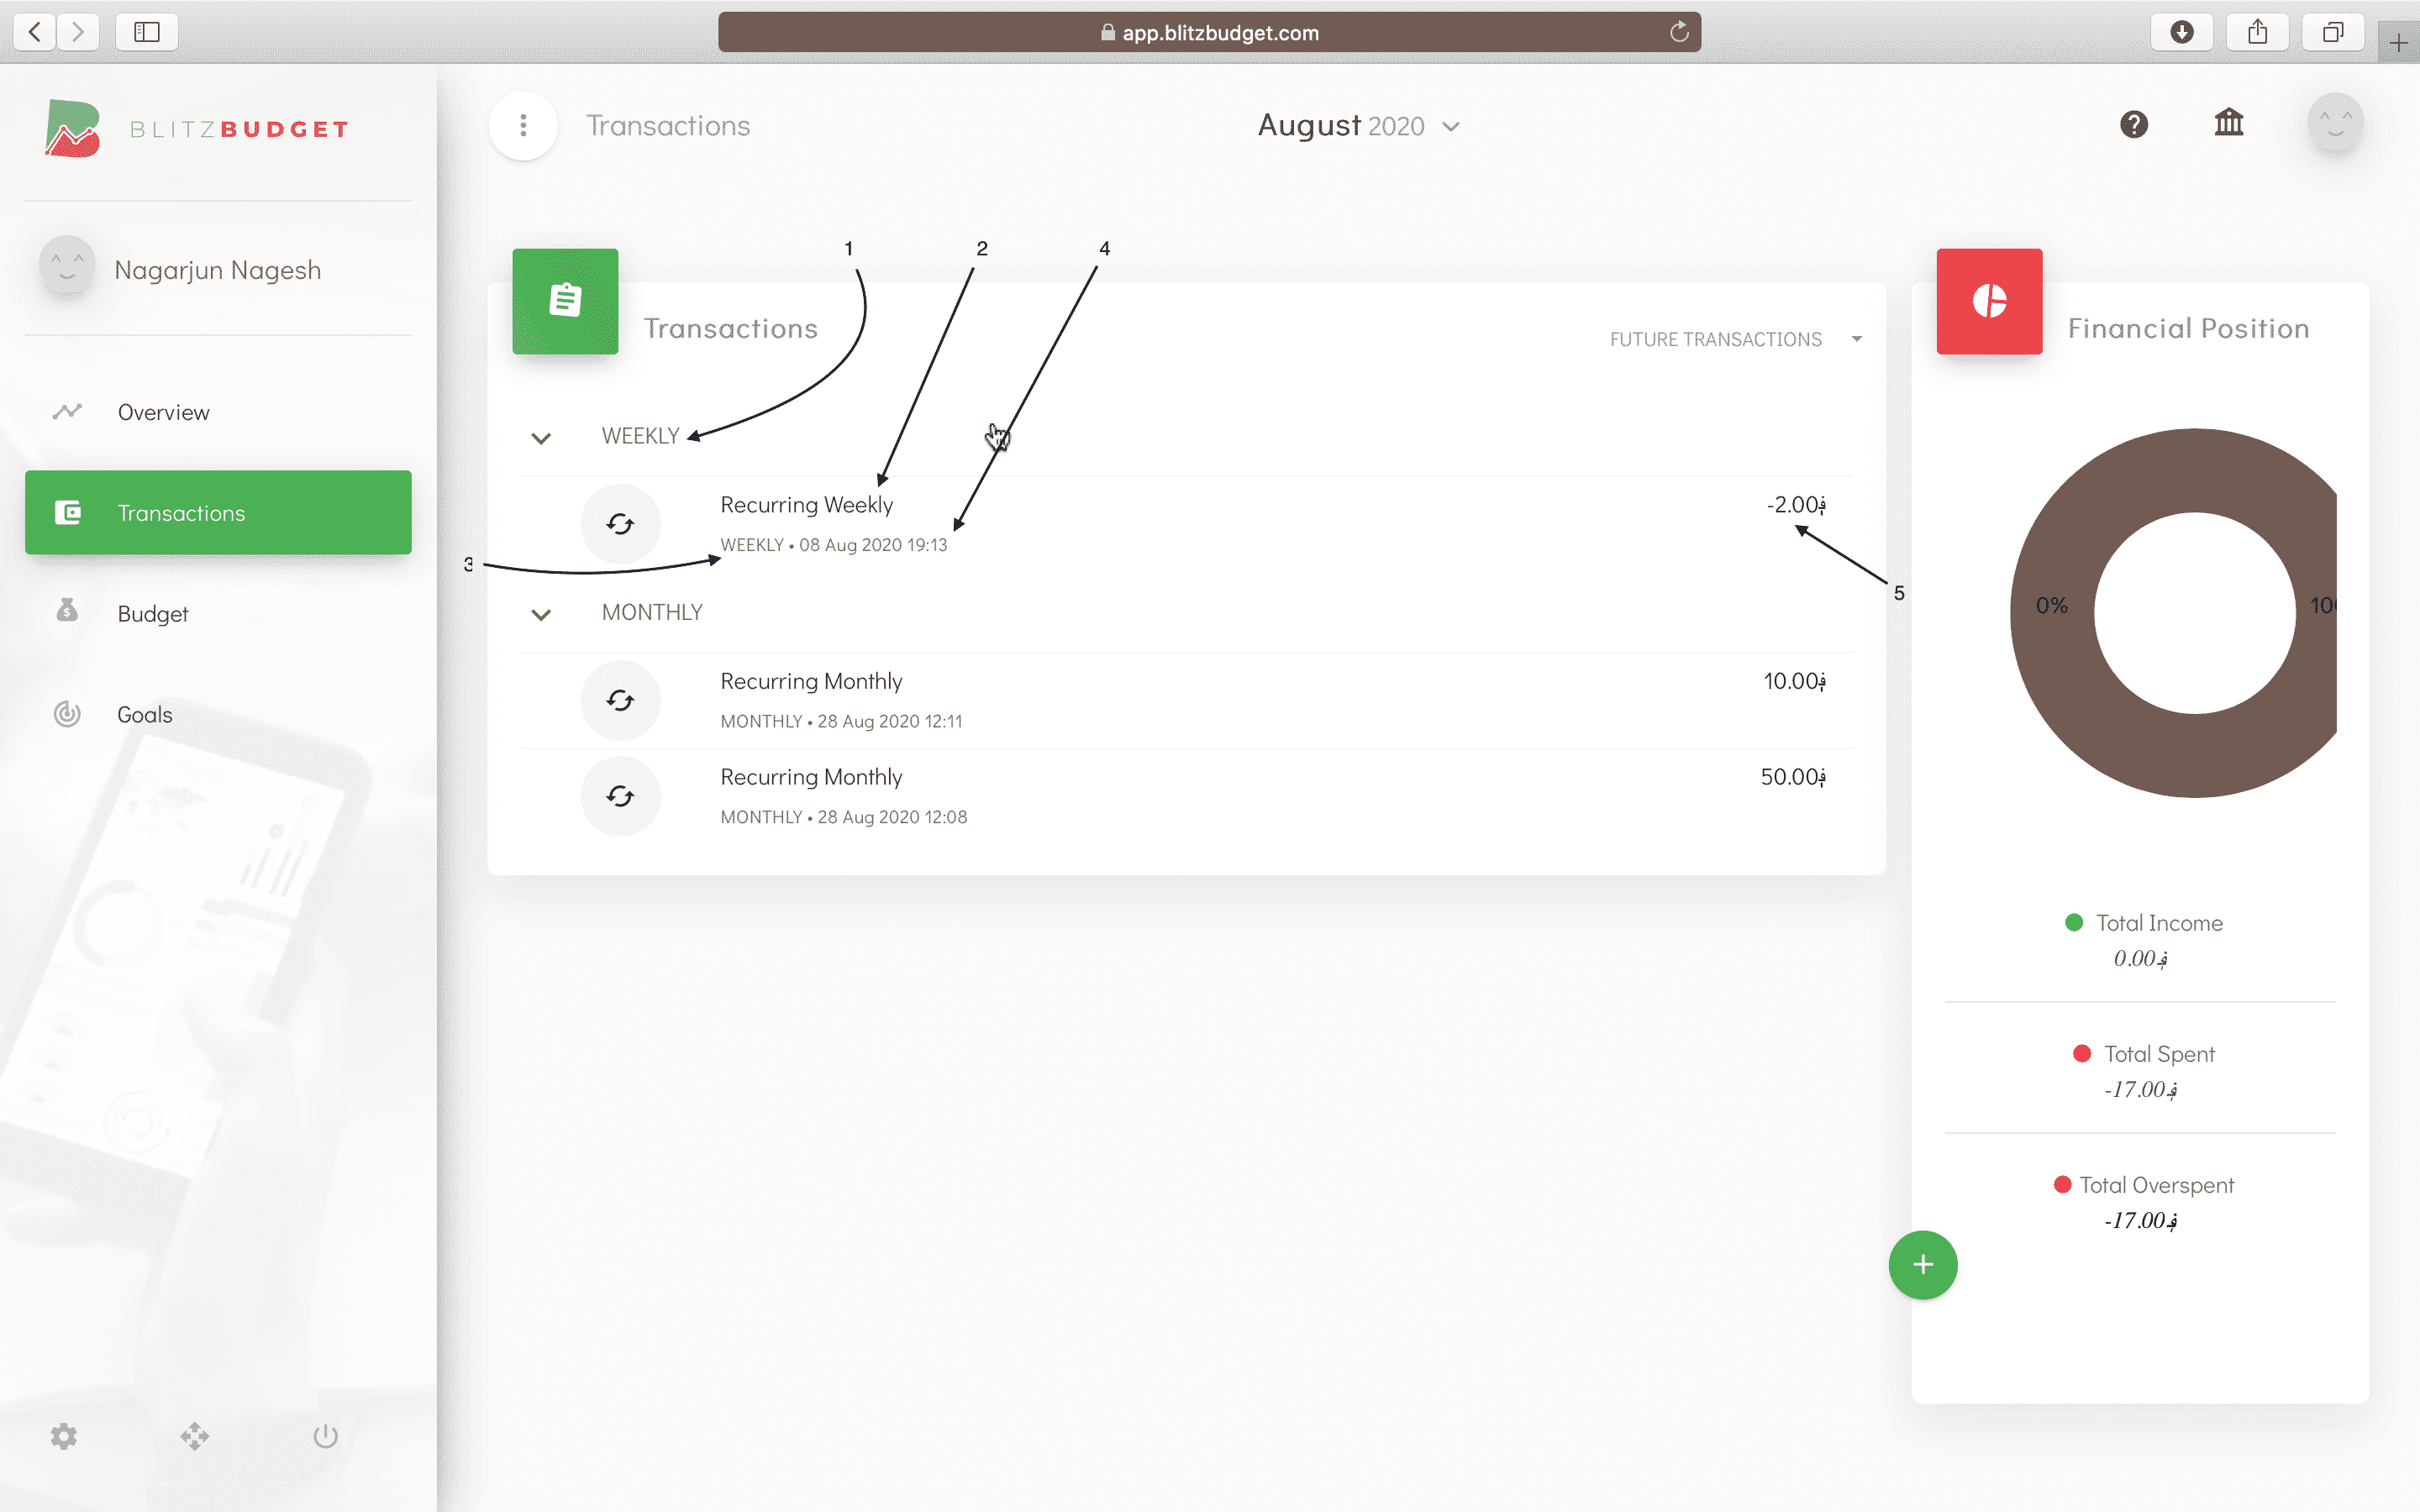 app.blitzbudget.com
BLITZBUDGET
Transactions
August 2020
Nagarjun Nagesh
Overview
Transactions
Budget
Goals
1
2
4
Transactions
FUTURE TRANSACTIONS
WEEKLY
Recurring Weekly
-2.00؋
WEEKLY • 08 Aug 2020 19:13
3
5
MONTHLY
Recurring Monthly
10.00؋
MONTHLY • 28 Aug 2020 12:11
Recurring Monthly
50.00؋
MONTHLY • 28 Aug 2020 12:08
Financial Position
0%
Total Income
0.00؋
Total Spent
-17.00؋
Total Overspent
-17.00؋